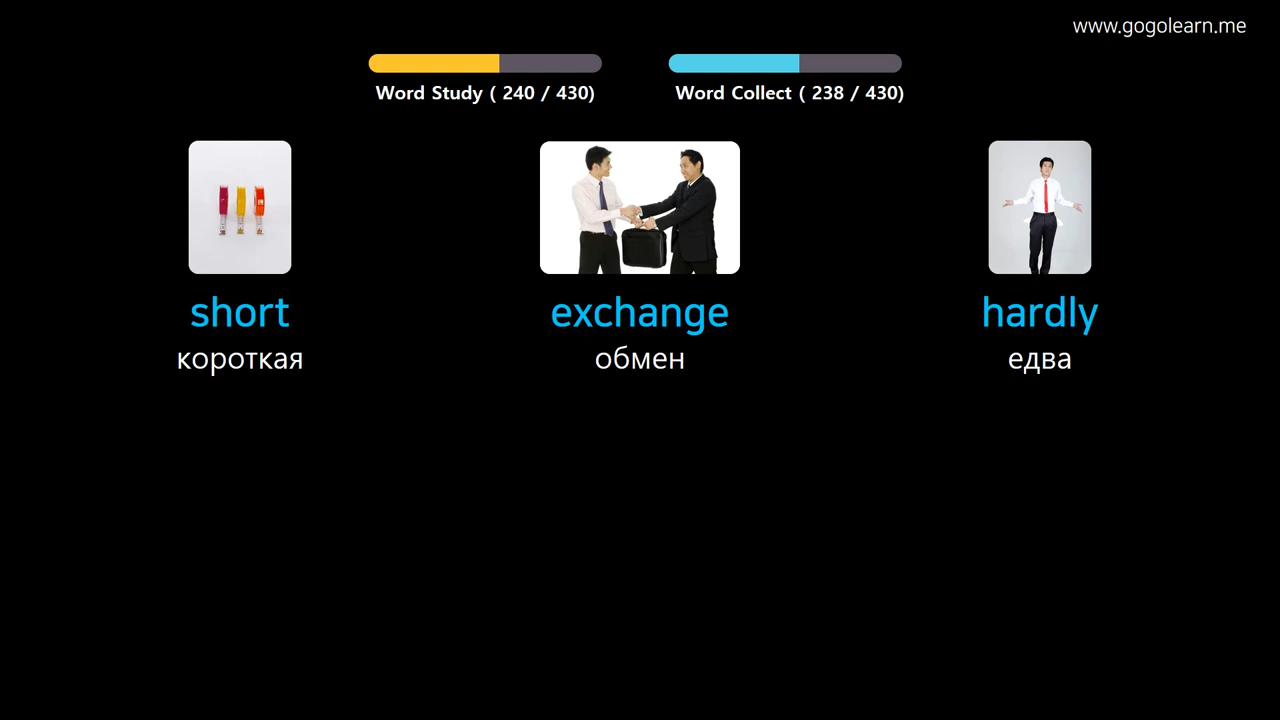 www.gogolearn.me
Word Study ( 240 / 430)
Word Collect ( 238 / 430)
short
exchange
hardly
короткая
обмен
едва